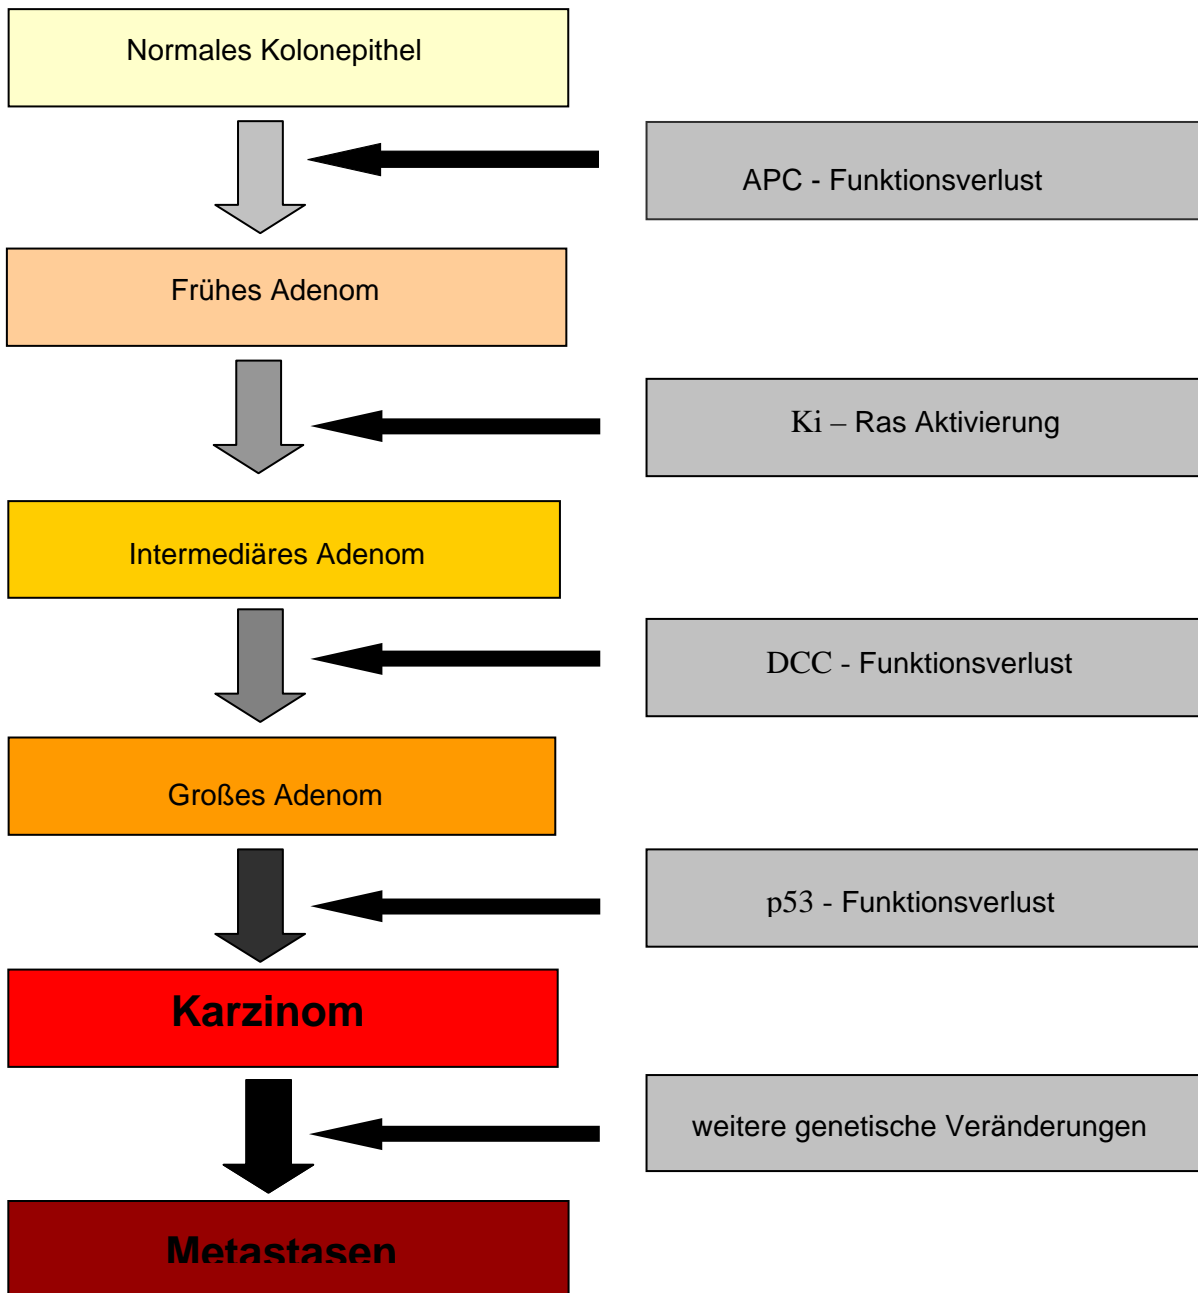 Normales Kolonepithel
APC - Funktionsverlust
Frühes Adenom
Ki – Ras Aktivierung
Intermediäres Adenom
DCC - Funktionsverlust
Großes Adenom
p53 - Funktionsverlust
Karzinom
weitere genetische Veränderungen
Metastasen